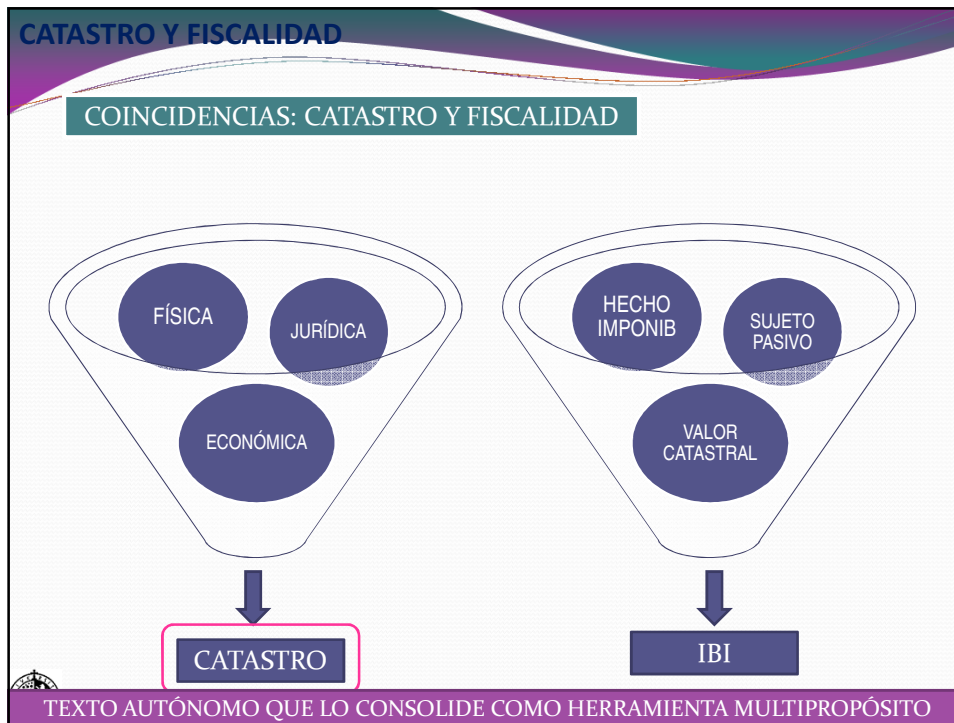 CATASTRO Y FISCALIDAD
COINCIDENCIAS: CATASTRO Y FISCALIDAD
FÍSICA
JURÍDICA
ECONÓMICA
CATASTRO
HECHO
IMPONIB
SUJETO
PASIVO
VALOR
CATASTRAL
IBI
TEXTO AUTÓNOMO QUE LO CONSOLIDE COMO HERRAMIENTA MULTIPROPÓSITO